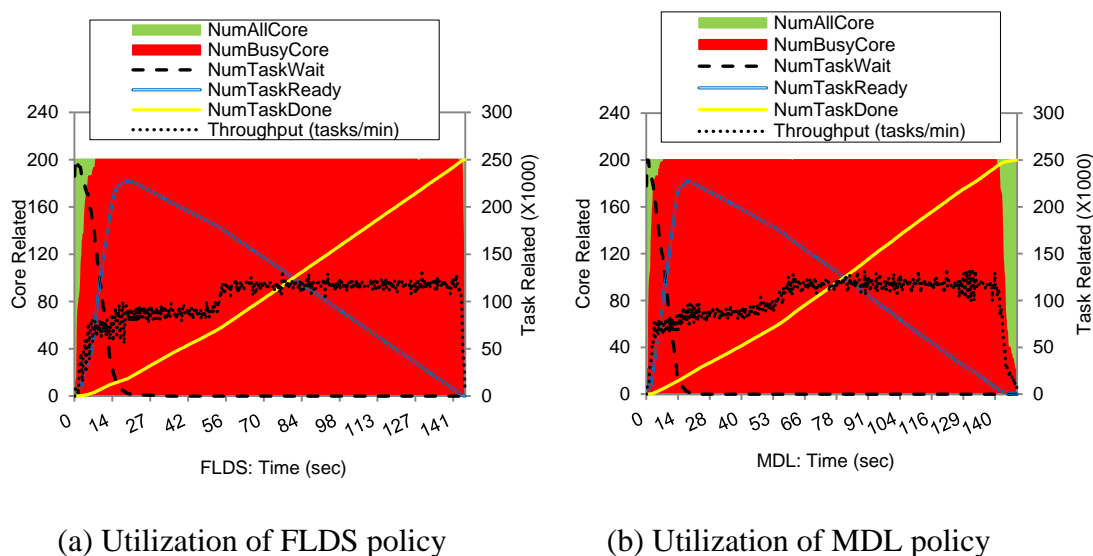 NumAllCore
NumBusyCore
NumTaskWait
NumTaskReady
NumTaskDone
Throughput (tasks/min)
240
200
160
120
80
40
0
Core Related
300
250
200
150
100
50
0
Task Related (X1000)
0
14
27
42
56
70
84
98
113
127
141
FLDS: Time (sec)
(a) Utilization of FLDS policy
NumAllCore
NumBusyCore
NumTaskWait
NumTaskReady
NumTaskDone
Throughput (tasks/min)
240
200
160
120
80
40
0
Core Related
300
250
200
150
100
50
0
Task Related (X1000)
0
14
28
40
53
66
78
91
104
116
129
140
MDL: Time (sec)
(b) Utilization of MDL policy